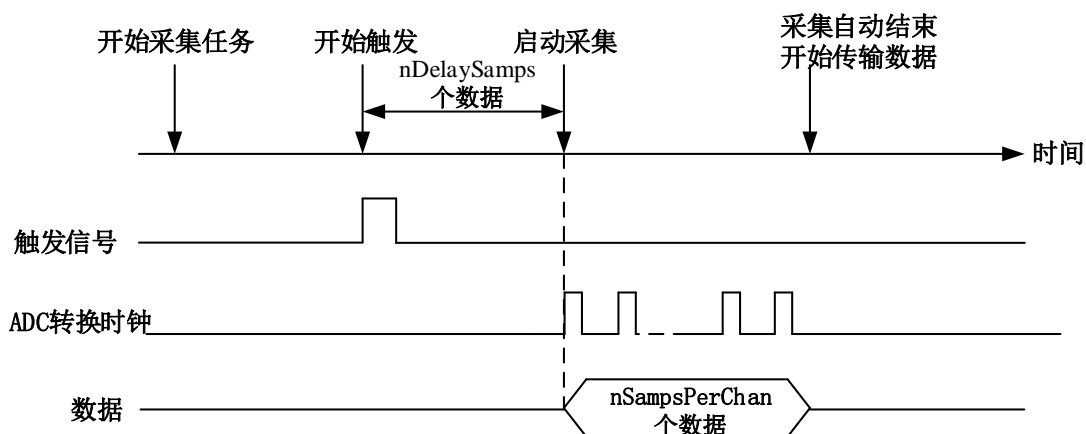 采集自动结束
开始传输数据
开始采集任务
开始触发
启动采集
nDelaySamps
个数据
时间
触发信号
ADC转换时钟
数据
nSampsPerChan
个数据